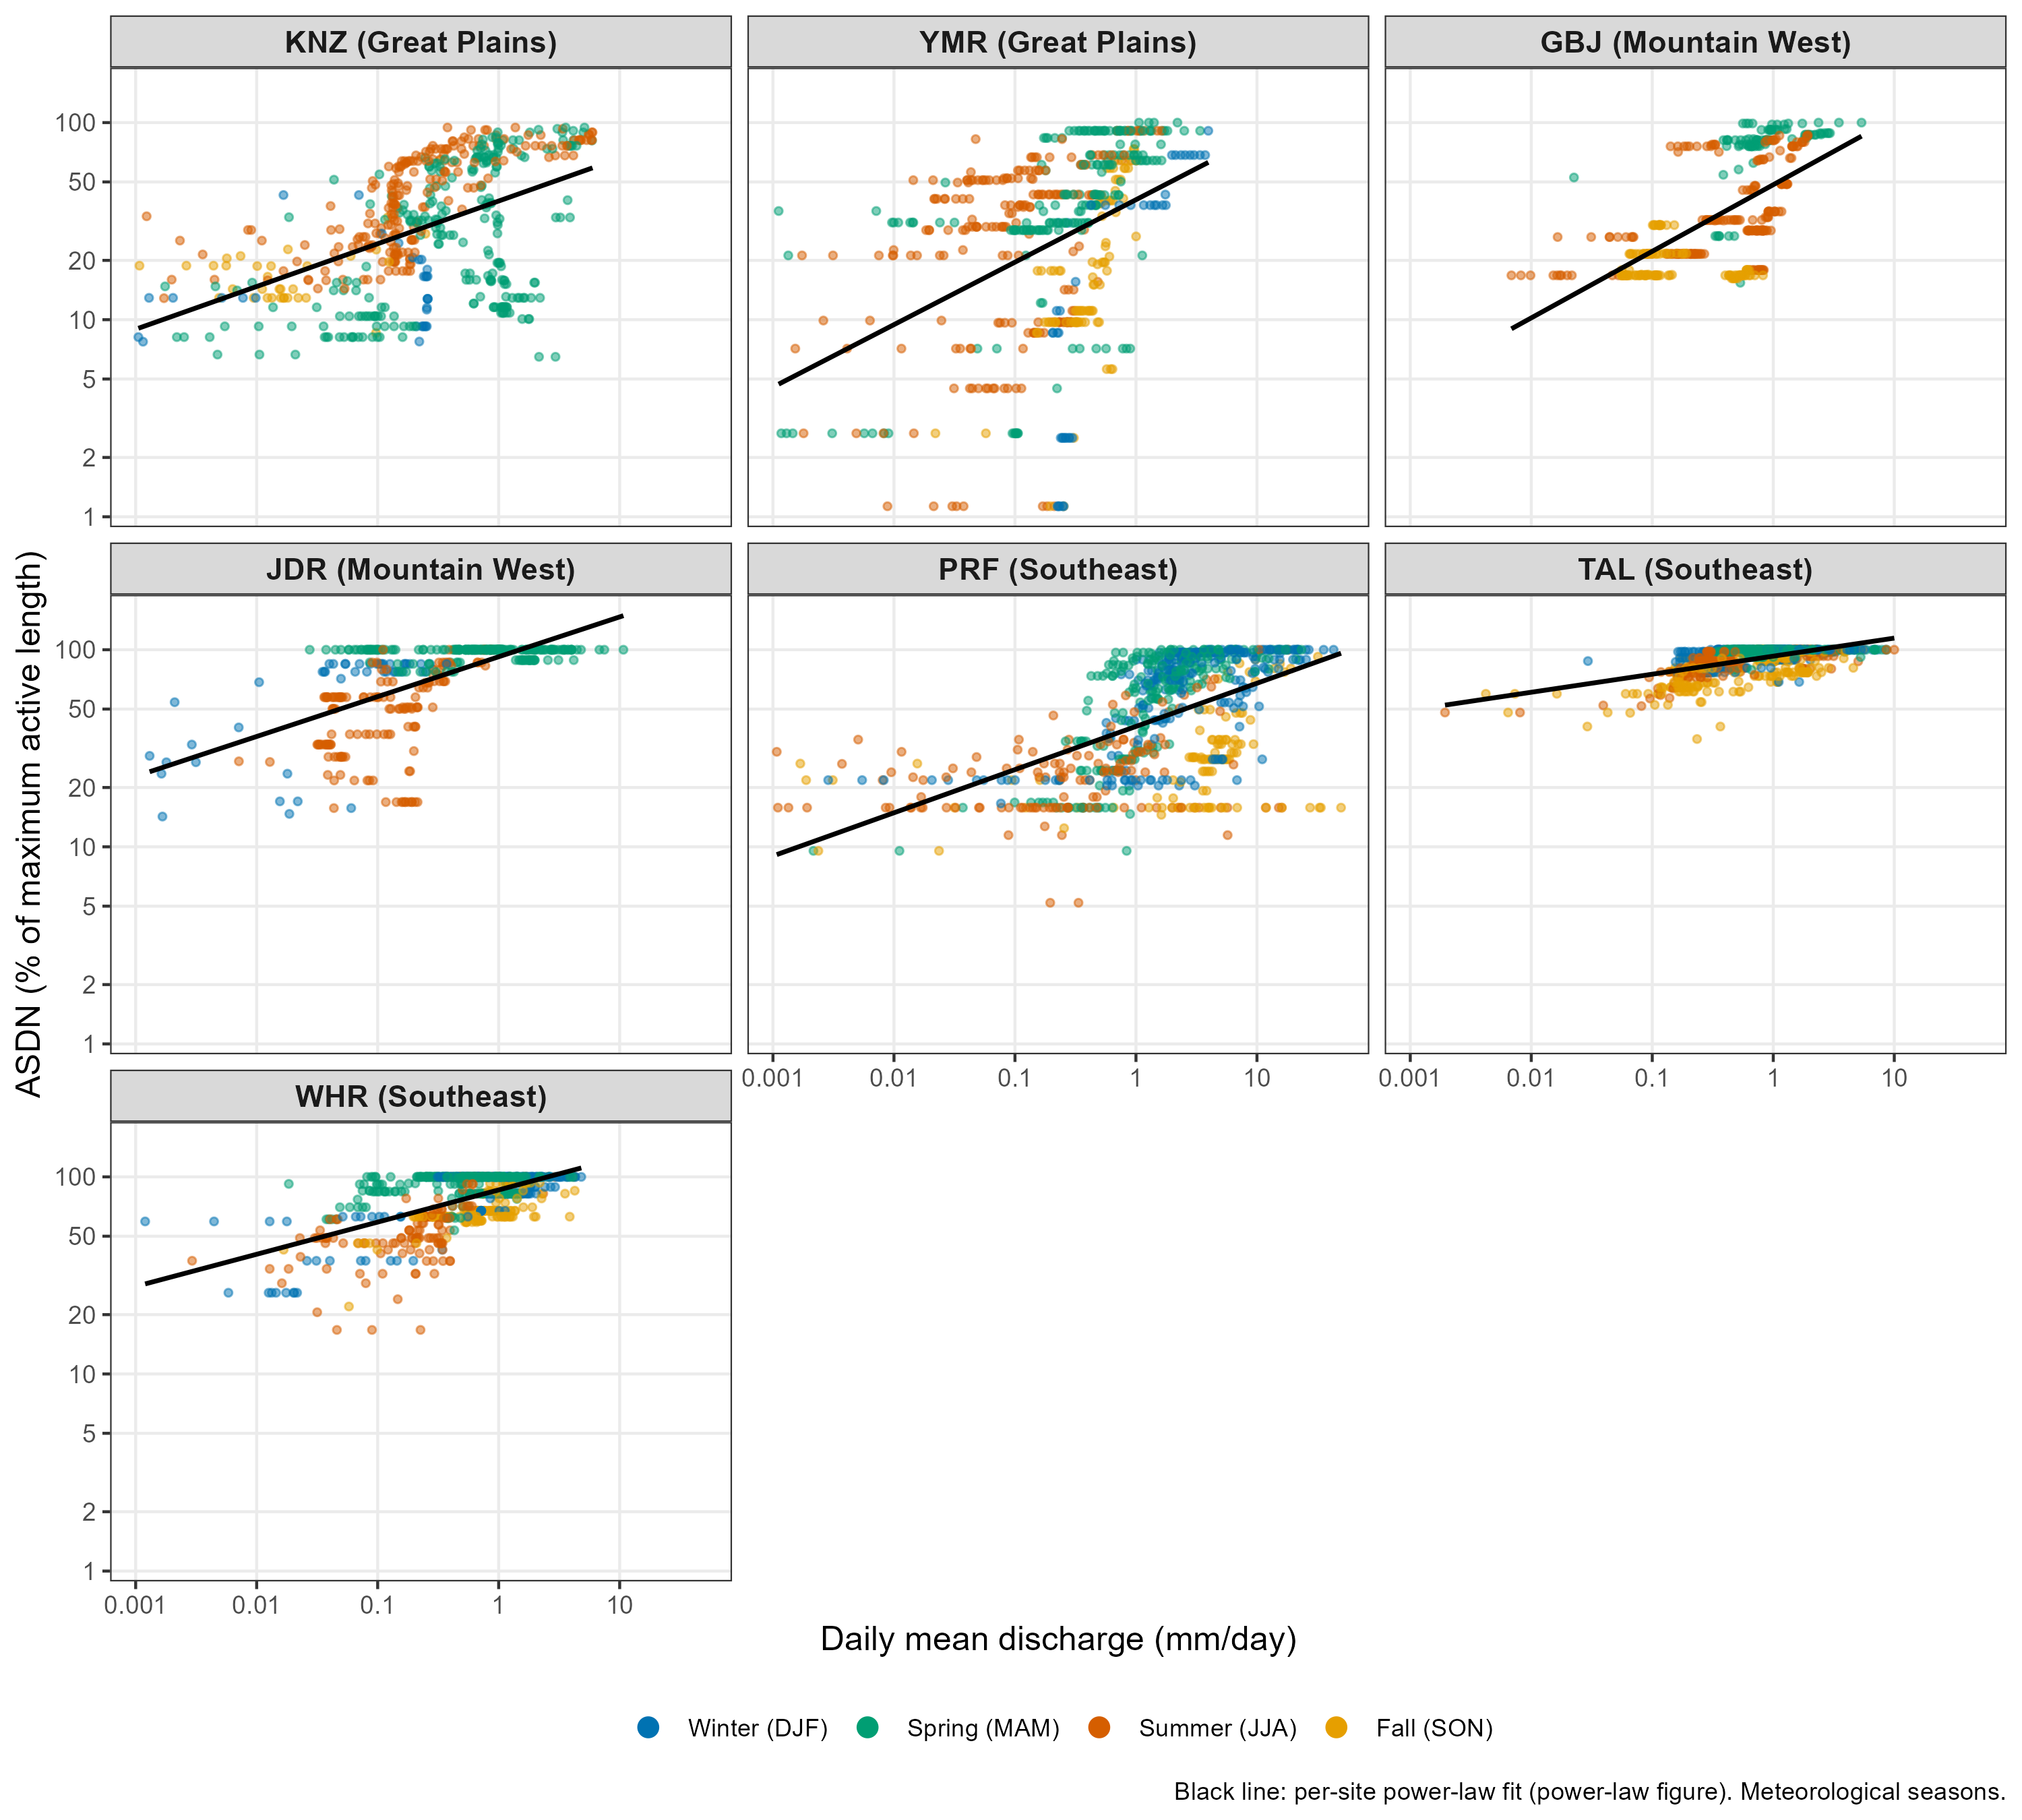 KNZ (Great Plains)
YMR (Great Plains)
GBJ (Mountain West)
100
50
20
10
5
2
1
JDR (Mountain West)
PRF (Southeast)
TAL (Southeast)
100
50
20
10
5
2
1
0.001 0.01 0.1 1 10
0.001 0.01 0.1 1 10
WHR (Southeast)
100
50
20
10
5
2
1
0.001 0.01 0.1 1 10
ASDN (% of maximum active length)
Daily mean discharge (mm/day)
Winter (DJF) Spring (MAM) Summer (JJA) Fall (SON)
Black line: per-site power-law fit (power-law figure). Meteorological seasons.